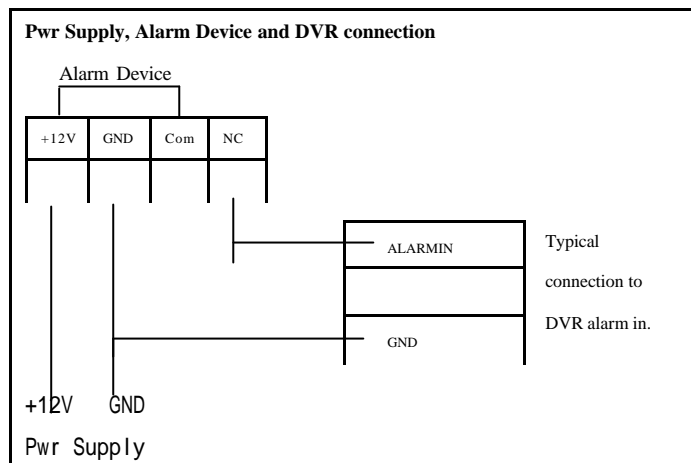 Pwr Supply, Alarm Device and DVR connection
Alarm Device
+12V GND Com NC
ALARMIN
Typical
connection to
DVR alarm in.
GND
+12V GND
Pwr Supply